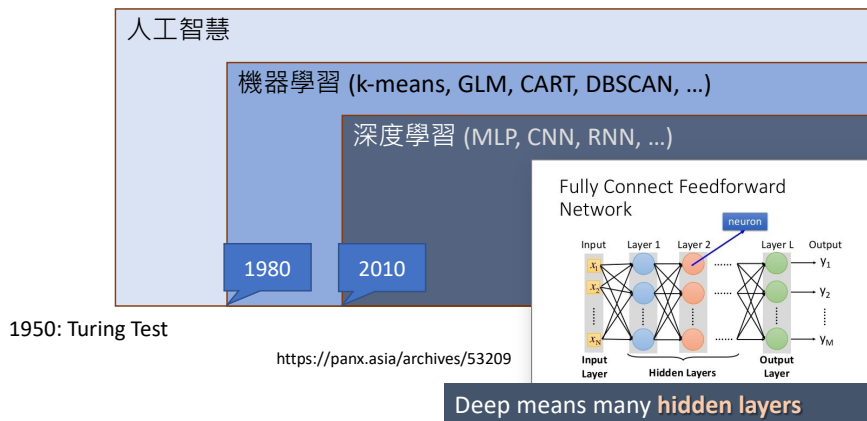 人工智慧
機器學習 (k-means, GLM, CART, DBSCAN, …)
深度學習 (MLP, CNN, RNN, …)
1980
2010
1950: Turing Test
https://panx.asia/archives/53209
Fully Connect Feedforward
Network
neuron
Input Layer 1 Layer 2 Layer L Output
x₁ …… y₁
x₂ y₂
…… …… …… …… ……
x_N …… y_M
Input
Layer
Hidden Layers
Output
Layer
Deep means many hidden layers